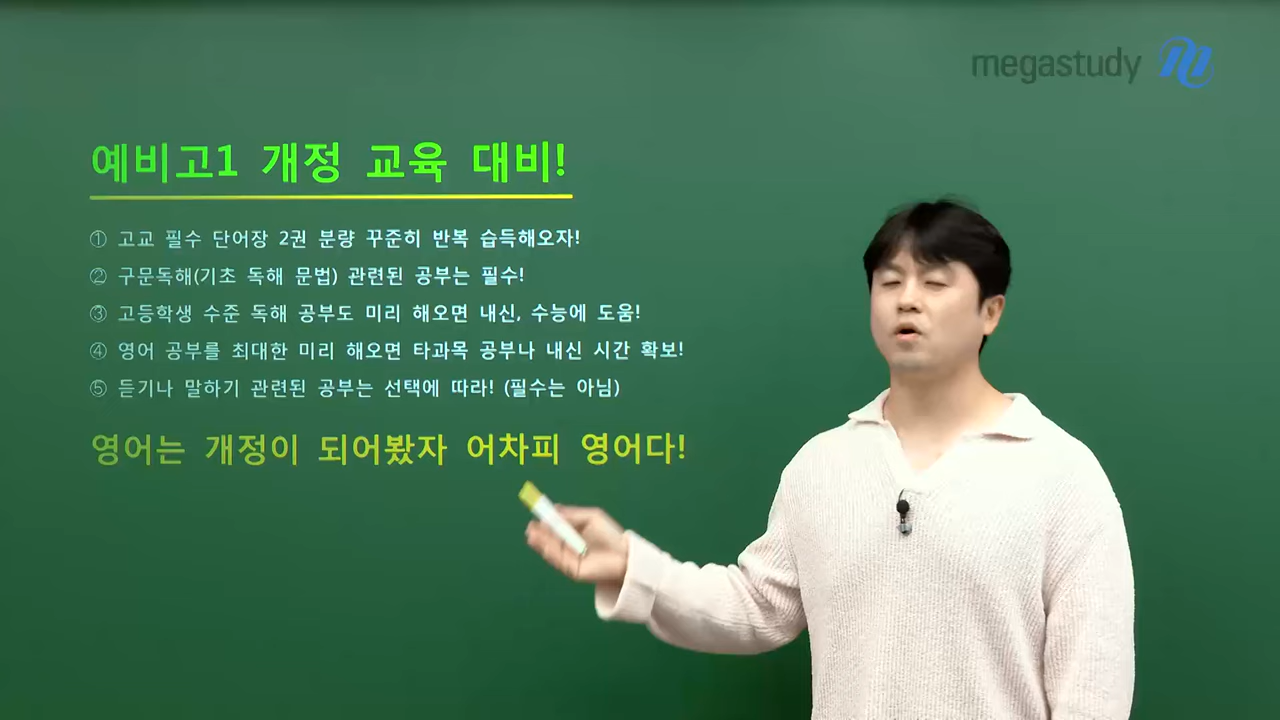 megastudy
예비고1 개정 교육 대비!
① 고교 필수 단어장 2권 분량 꾸준히 반복 습득해오자!
② 구문독해(기초 독해 문법) 관련된 공부는 필수!
③ 고등학생 수준 독해 공부도 미리 해오면 내신, 수능에 도움!
④ 영어 공부를 최대한 미리 해오면 타과목 공부나 내신 시간 확보!
⑤ 듣기나 말하기 관련된 공부는 선택에 따라! (필수는 아님)
영어는 개정이 되어봤자 어차피 영어다!